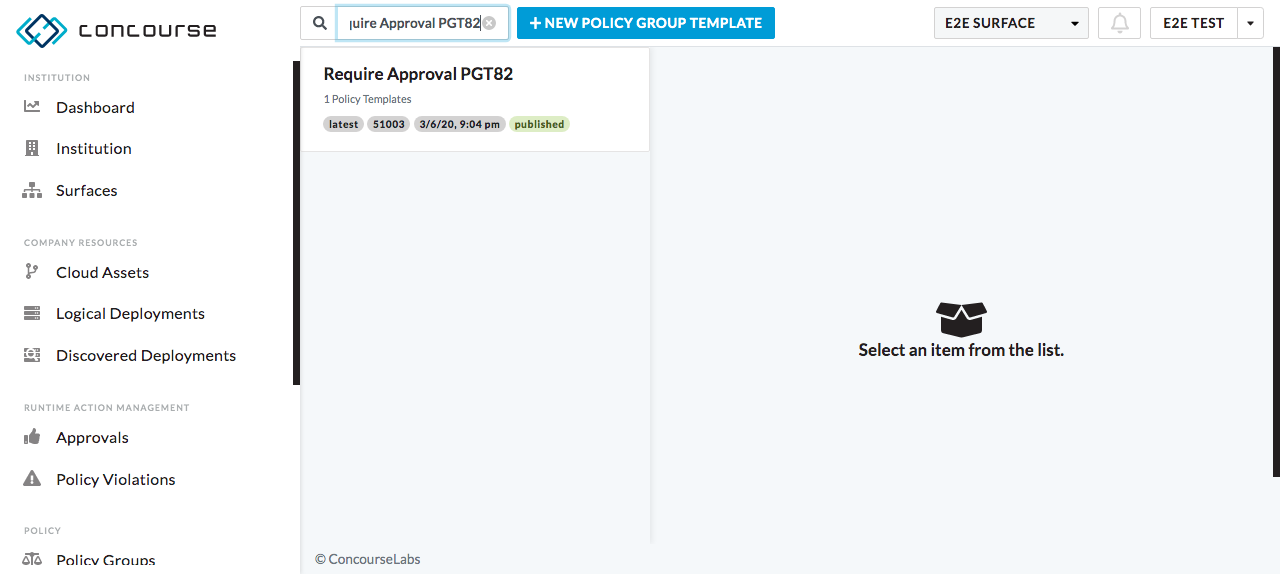 concourse
quire Approval PGT82
NEW POLICY GROUP TEMPLATE
E2E SURFACE
E2E TEST
INSTITUTION
Dashboard
Institution
Surfaces
COMPANY RESOURCES
Cloud Assets
Logical Deployments
Discovered Deployments
RUNTIME ACTION MANAGEMENT
Approvals
Policy Violations
POLICY
Policy Groups
Require Approval PGT82
1 Policy Templates
latest 51003 3/6/20, 9:04 pm published
Select an item from the list.
© ConcourseLabs